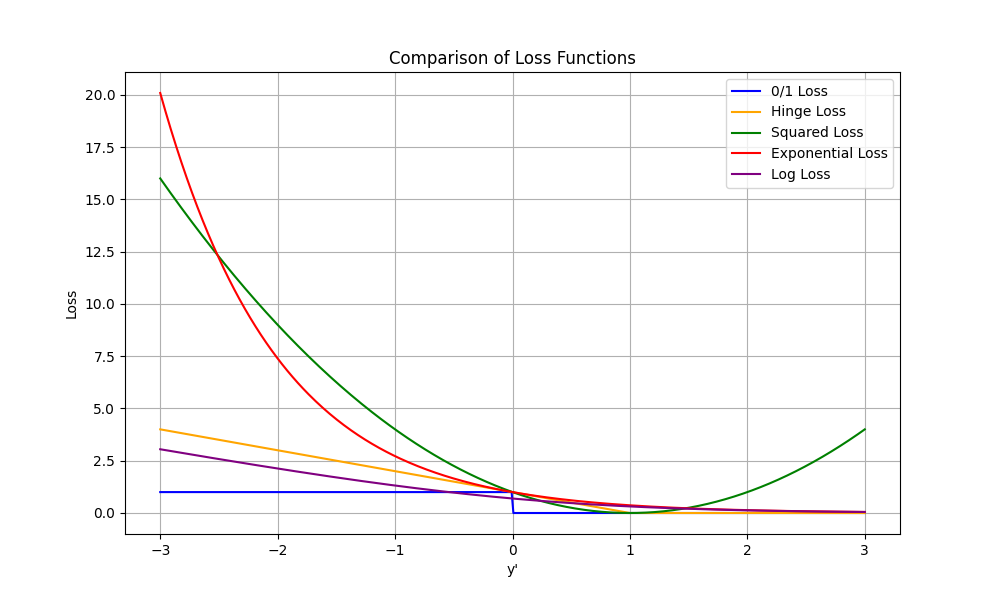 Comparison of Loss Functions
20.0
17.5
15.0
12.5
10.0
7.5
5.0
2.5
0.0
Loss
0/1 Loss
Hinge Loss
Squared Loss
Exponential Loss
Log Loss
−3 −2 −1 0 1 2 3
y'